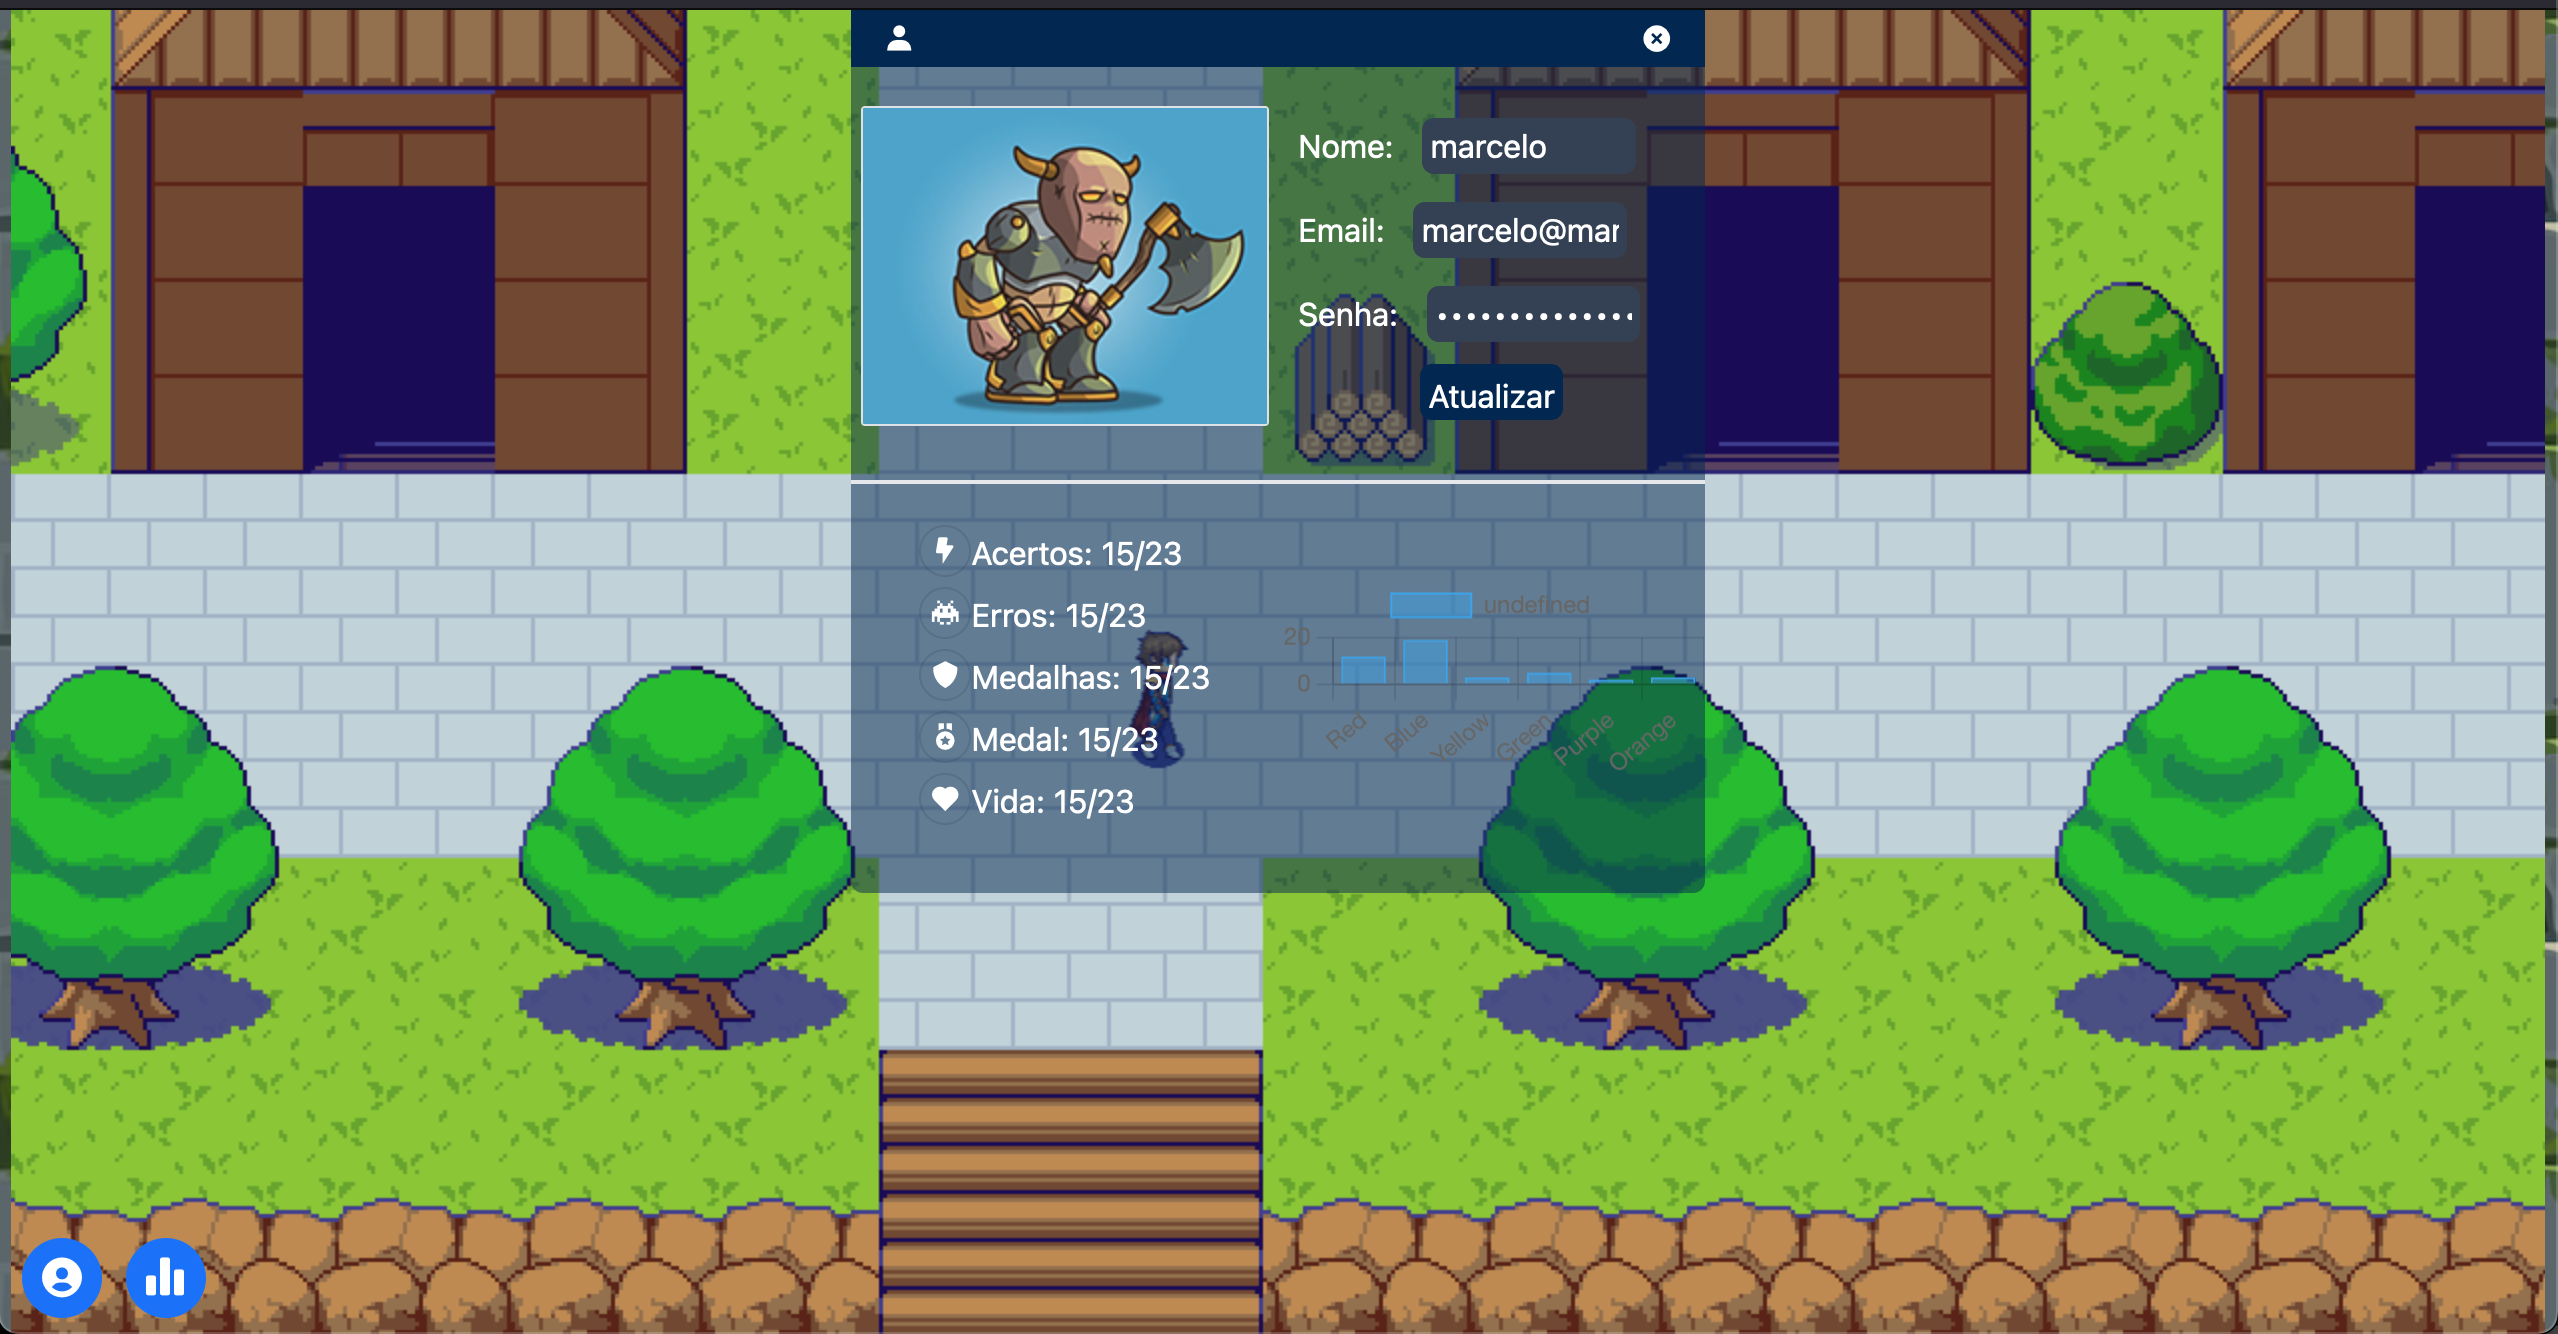 Nome: marcelo
Email: marcelo@mar
Senha: ••••••••••••••
Atualizar
Acertos: 15/23
Erros: 15/23
Medalhas: 15/23
Medal: 15/23
Vida: 15/23
undefined
20
0
Red Blue Yellow Green Purple Orange